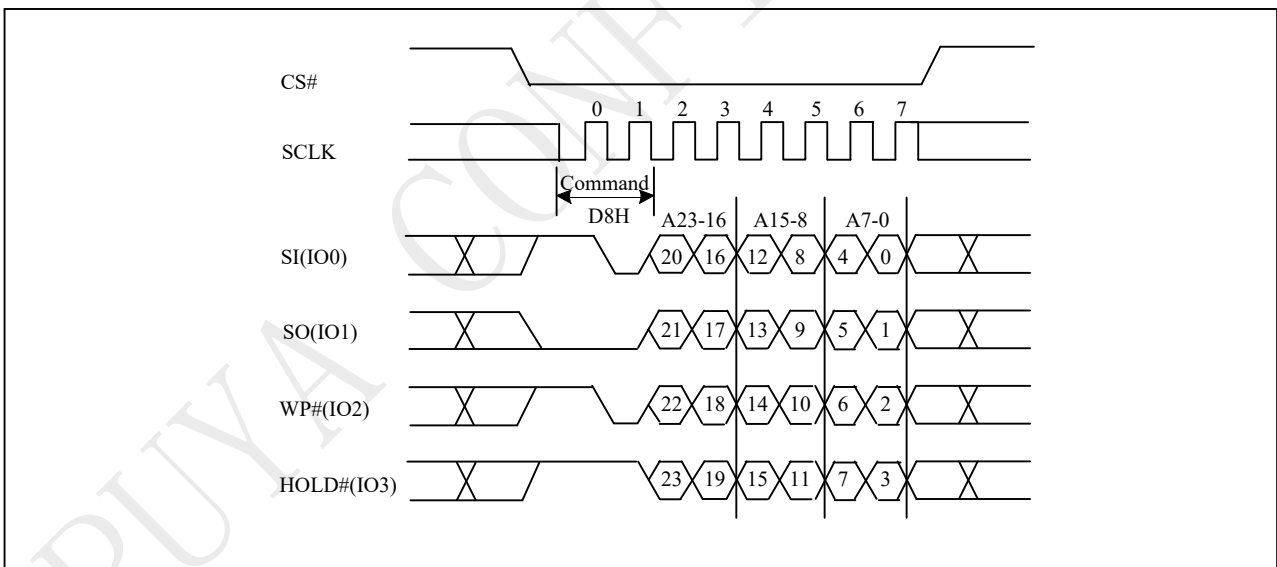 PUYA CONF
CS#
0 1 2 3 4 5 6 7
SCLK
Command
D8H A23-16 A15-8 A7-0
SI(IO0) 20 16 12 8 4 0
SO(IO1) 21 17 13 9 5 1
WP#(IO2) 22 18 14 10 6 2
HOLD#(IO3) 23 19 15 11 7 3